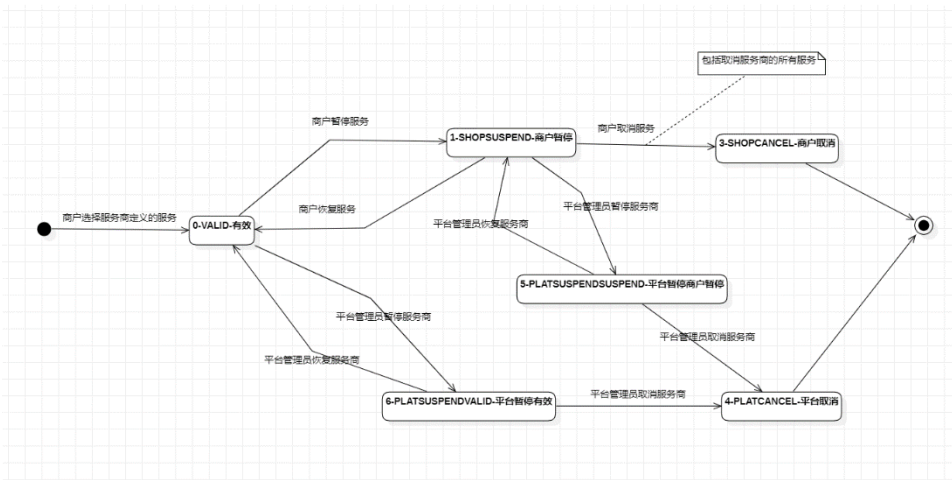 包括取消服务商的所有服务
商户暂停服务
商户取消服务
1-SHOPSUSPEND-商户暂停
3-SHOPCANCEL-商户取消
商户选择服务商定义的服务
商户恢复服务
平台管理员暂停服务商
0-VALID-有效
平台管理员恢复服务商
5-PLATSUSPENDSUSPEND-平台暂停商户暂停
平台管理员暂停服务商
平台管理员取消服务商
平台管理员恢复服务商
平台管理员取消服务商
6-PLATSUSPENDVALID-平台暂停有效
4-PLATCANCEL-平台取消